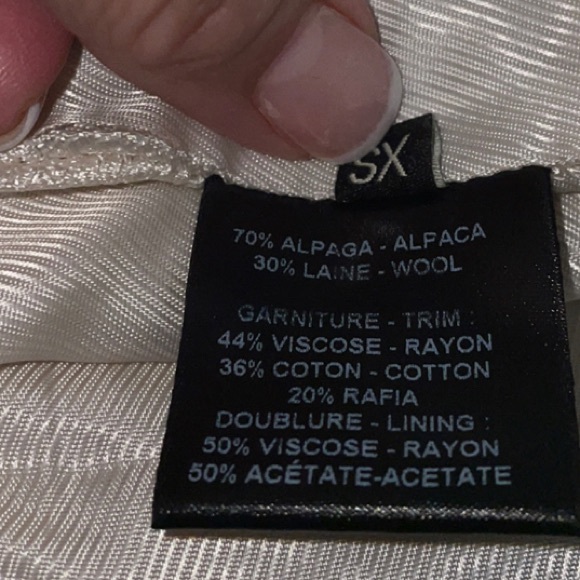 SX
70% ALPAGA - ALPACA
30% LAINE - WOOL
GARNITURE - TRIM :
44% VISCOSE - RAYON
36% COTON - COTTON
20% RAFIA
DOUBLURE - LINING :
50% VISCOSE - RAYON
50% ACÉTATE-ACETATE